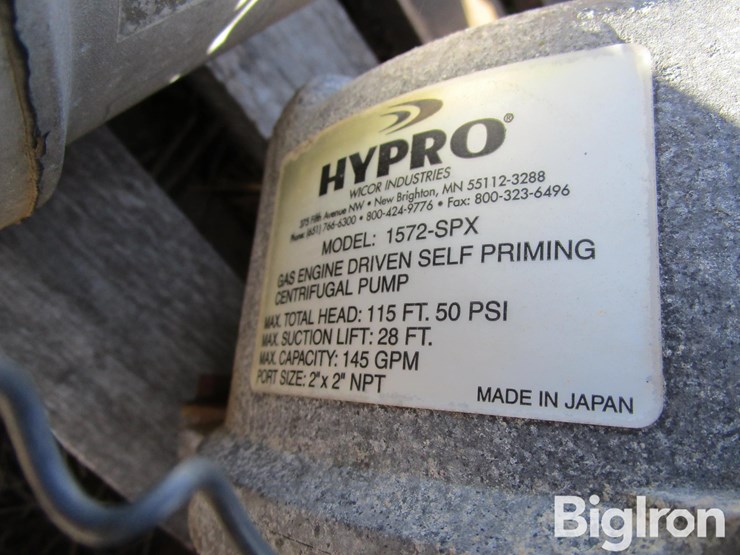 HYPRO®
WICOR INDUSTRIES
375 Fifth Avenue NW • New Brighton, MN 55112-3288
Phone: (651) 766-6300 • 800-424-9776 • Fax: 800-323-6496
MODEL: 1572-SPX
GAS ENGINE DRIVEN SELF PRIMING
CENTRIFUGAL PUMP
MAX. TOTAL HEAD: 115 FT. 50 PSI
MAX. SUCTION LIFT: 28 FT.
MAX. CAPACITY: 145 GPM
PORT SIZE: 2" x 2" NPT
MADE IN JAPAN
BigIron